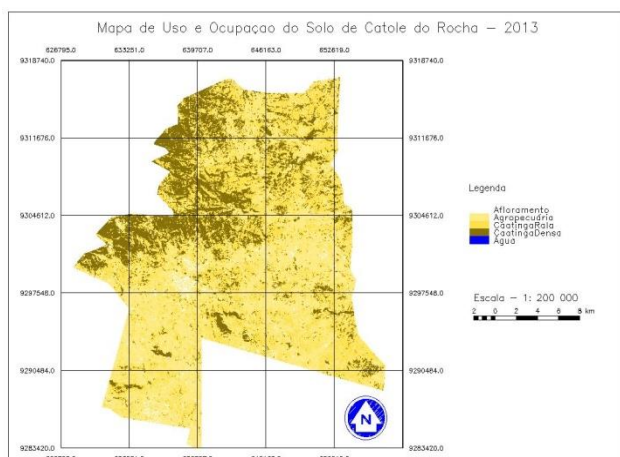 Mapa de Uso e Ocupaçao do Solo de Catole do Rocha - 2013
626795.0 633251.0 639707.0 646163.0 652619.0
9318740.0 9318740.0
9311676.0 9311676.0
9304612.0 9304612.0
9297548.0 9297548.0
9290484.0 9290484.0
9283420.0 9283420.0
Legenda
Afloramento
Agropecuária
CaatingaRala
CaatingaDensa
Água
Escala - 1: 200 000
2 0 2 4 6 8 km
N